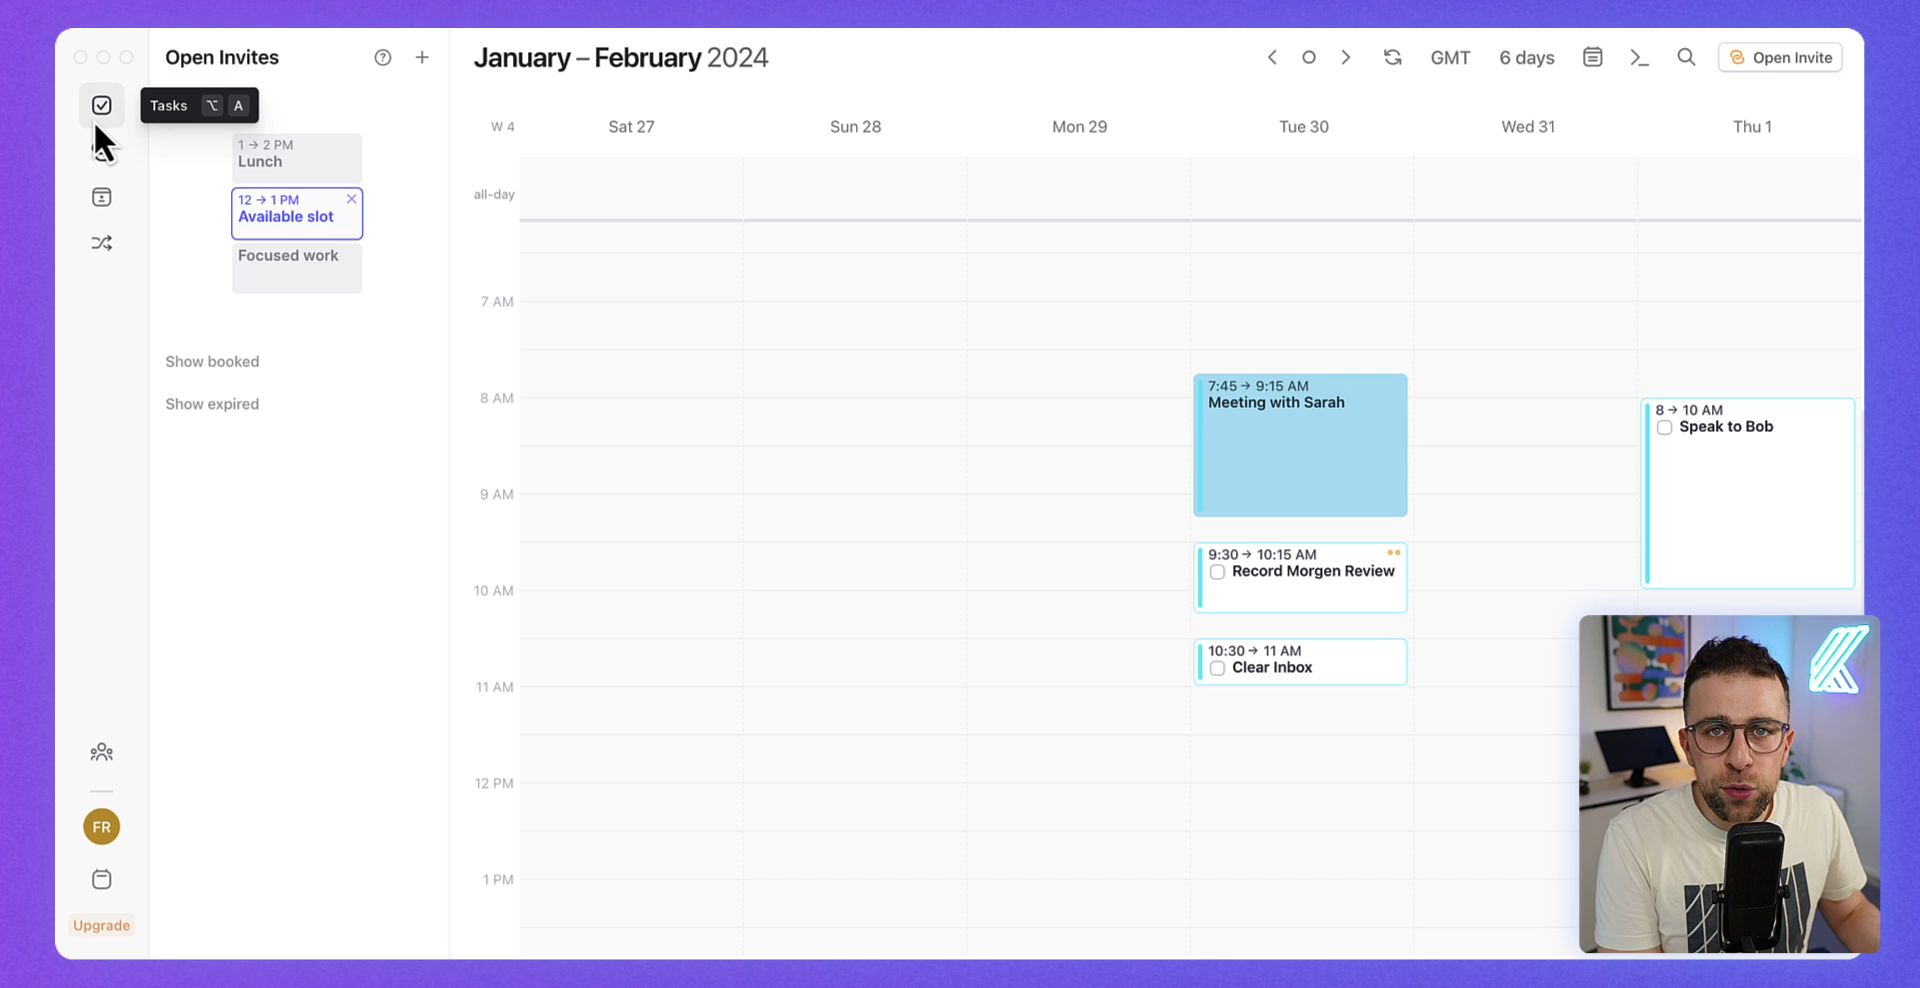 Open Invites
Tasks ⌥ A
1 → 2 PM
Lunch
12 → 1 PM
Available slot
Focused work
Show booked
Show expired
FR
Upgrade
January – February 2024
GMT
6 days
Open Invite
W 4
Sat 27
Sun 28
Mon 29
Tue 30
Wed 31
Thu 1
all-day
7 AM
8 AM
9 AM
10 AM
11 AM
12 PM
1 PM
7:45 → 9:15 AM
Meeting with Sarah
9:30 → 10:15 AM
Record Morgen Review
10:30 → 11 AM
Clear Inbox
8 → 10 AM
Speak to Bob